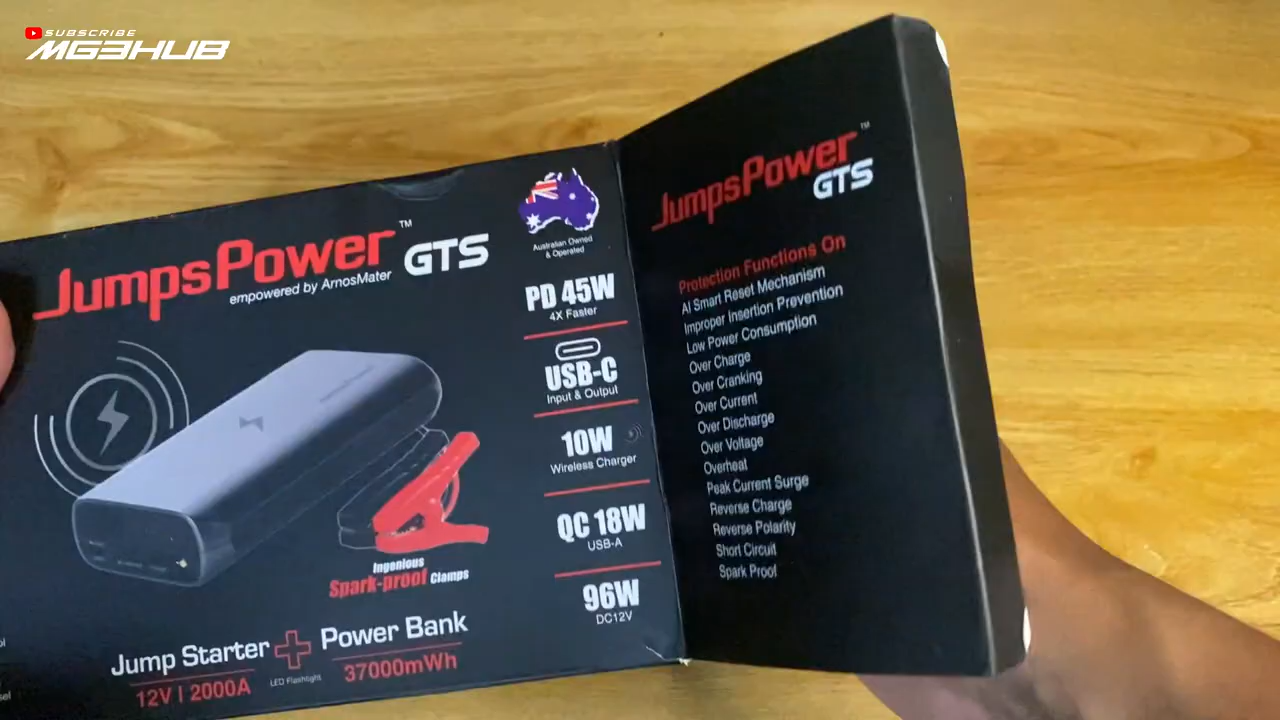 SUBSCRIBE
MG3HUB
JumpsPower™ GTS
empowered by ArnosMater
Australian Owned
& Operated
PD 45W
4X Faster
USB-C
Input & Output
10W
Wireless Charger
QC 18W
USB-A
96W
DC12V
Ingenious
Spark-proof Clamps
Jump Starter
12V | 2000A
LED Flashlight
Power Bank
37000mWh
JumpsPower™
GTS
Protection Functions On
AI Smart Reset Mechanism
Improper Insertion Prevention
Low Power Consumption
Over Charge
Over Cranking
Over Current
Over Discharge
Over Voltage
Overheat
Peak Current Surge
Reverse Charge
Reverse Polarity
Short Circuit
Spark Proof